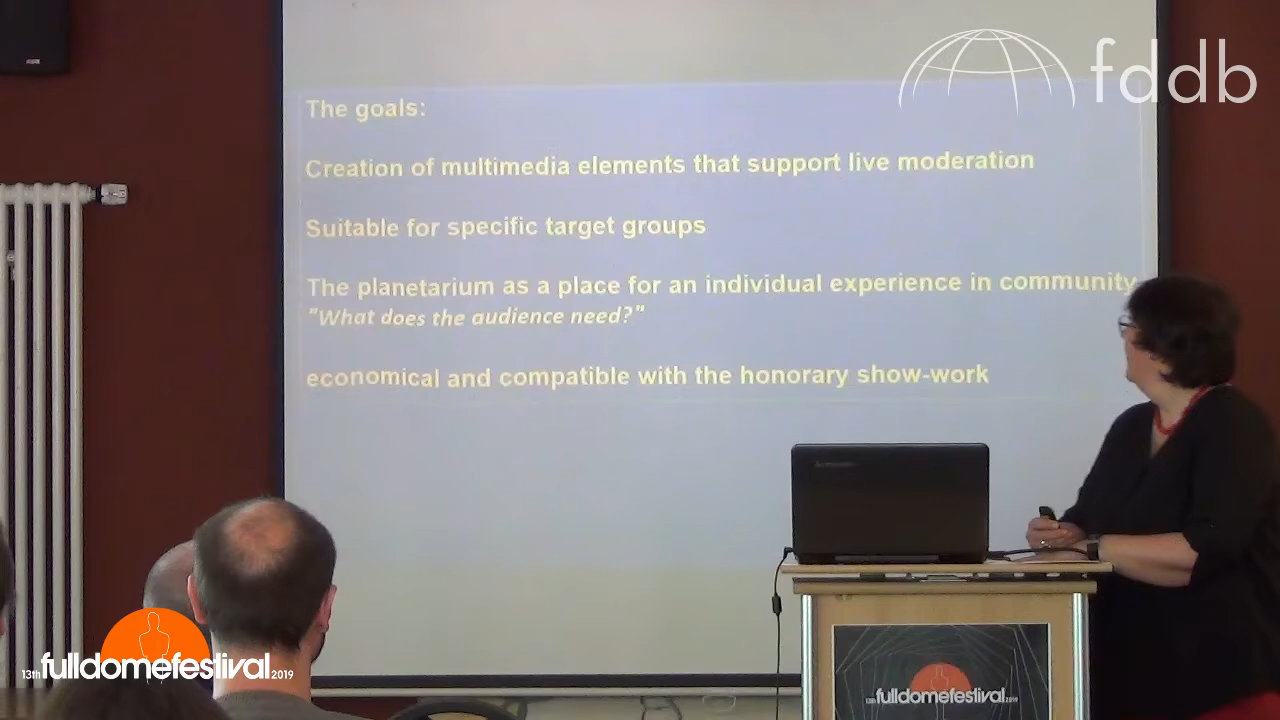 fddb
The goals:
Creation of multimedia elements that support live moderation
Suitable for specific target groups
The planetarium as a place for an individual experience in community
"What does the audience need?"
economical and compatible with the honorary show-work
13th fulldomefestival 2019
13th fulldomefestival 2019